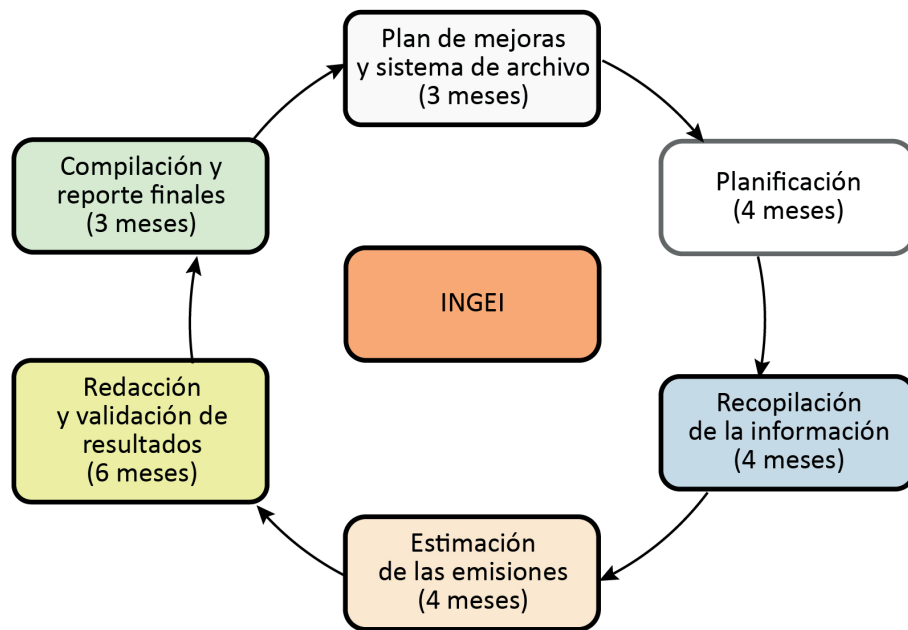 Plan de mejoras
y sistema de archivo
(3 meses)
Planificación
(4 meses)
Recopilación
de la información
(4 meses)
Estimación
de las emisiones
(4 meses)
Redacción
y validación de
resultados
(6 meses)
Compilación y
reporte finales
(3 meses)
INGEI